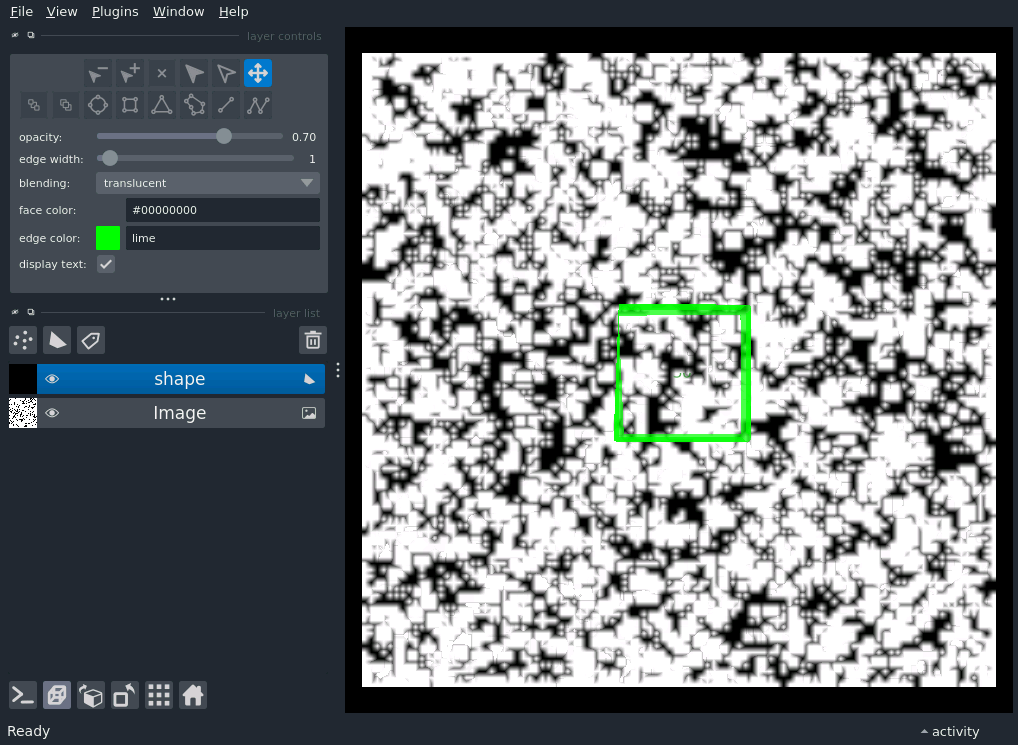 File View Plugins Window Help
layer controls
opacity: 0.70
edge width: 1
blending: translucent
face color: #00000000
edge color: lime
display text:
layer list
shape
Image
Ready
activity